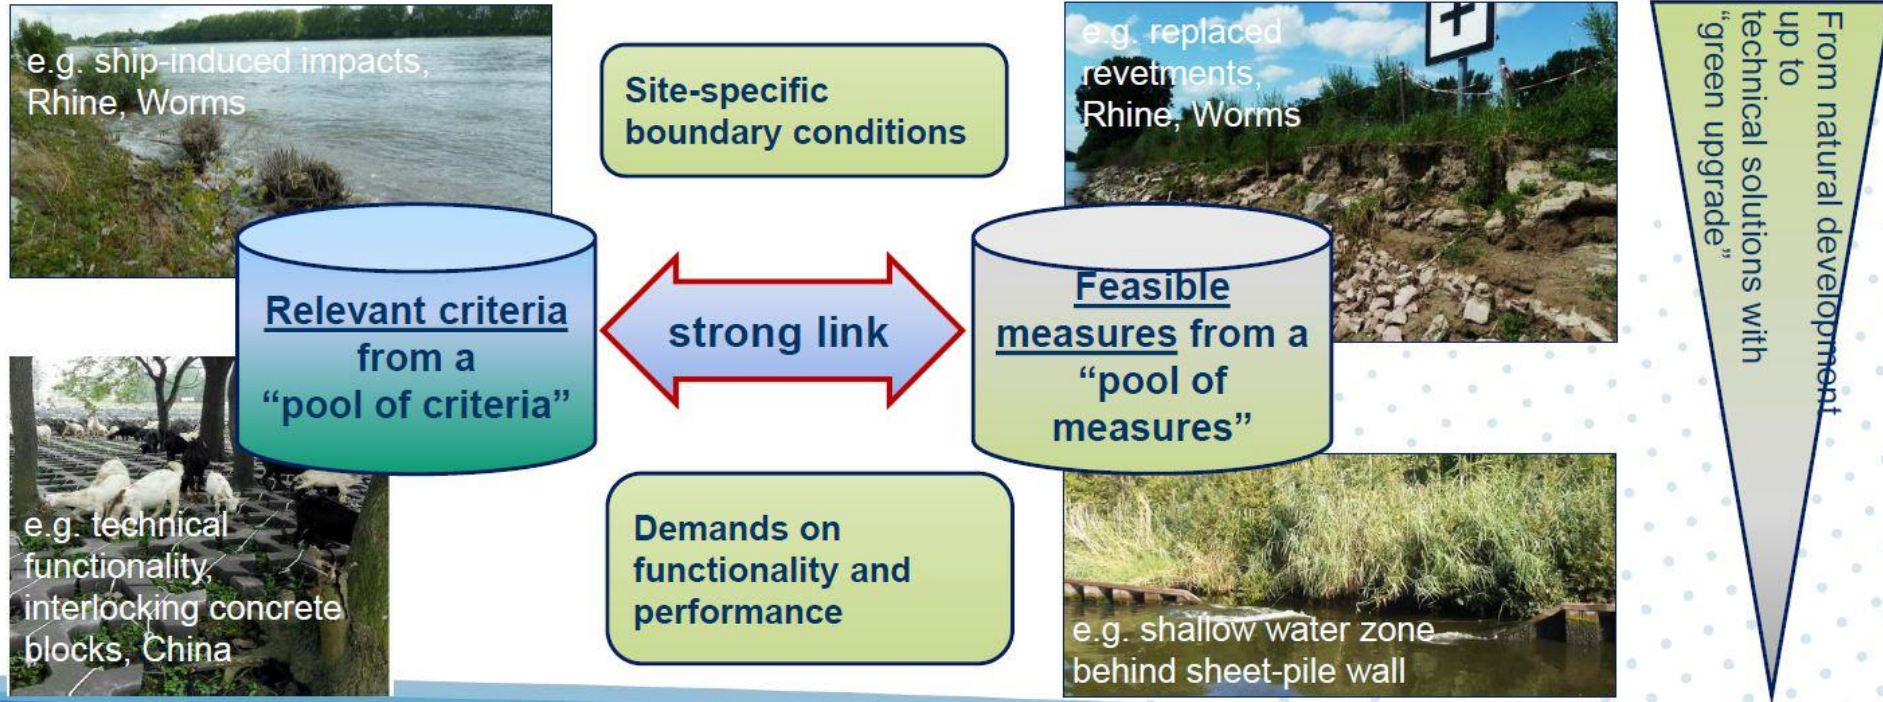 e.g. ship-induced impacts,
Rhine, Worms
Site-specific
boundary conditions
e.g. replaced
revetments,
Rhine, Worms
Relevant criteria
from a
“pool of criteria”
strong link
Feasible
measures from a
“pool of
measures”
e.g. technical
functionality,
interlocking concrete
blocks, China
Demands on
functionality and
performance
e.g. shallow water zone
behind sheet-pile wall
From natural development
up to
technical solutions with
“green upgrade”